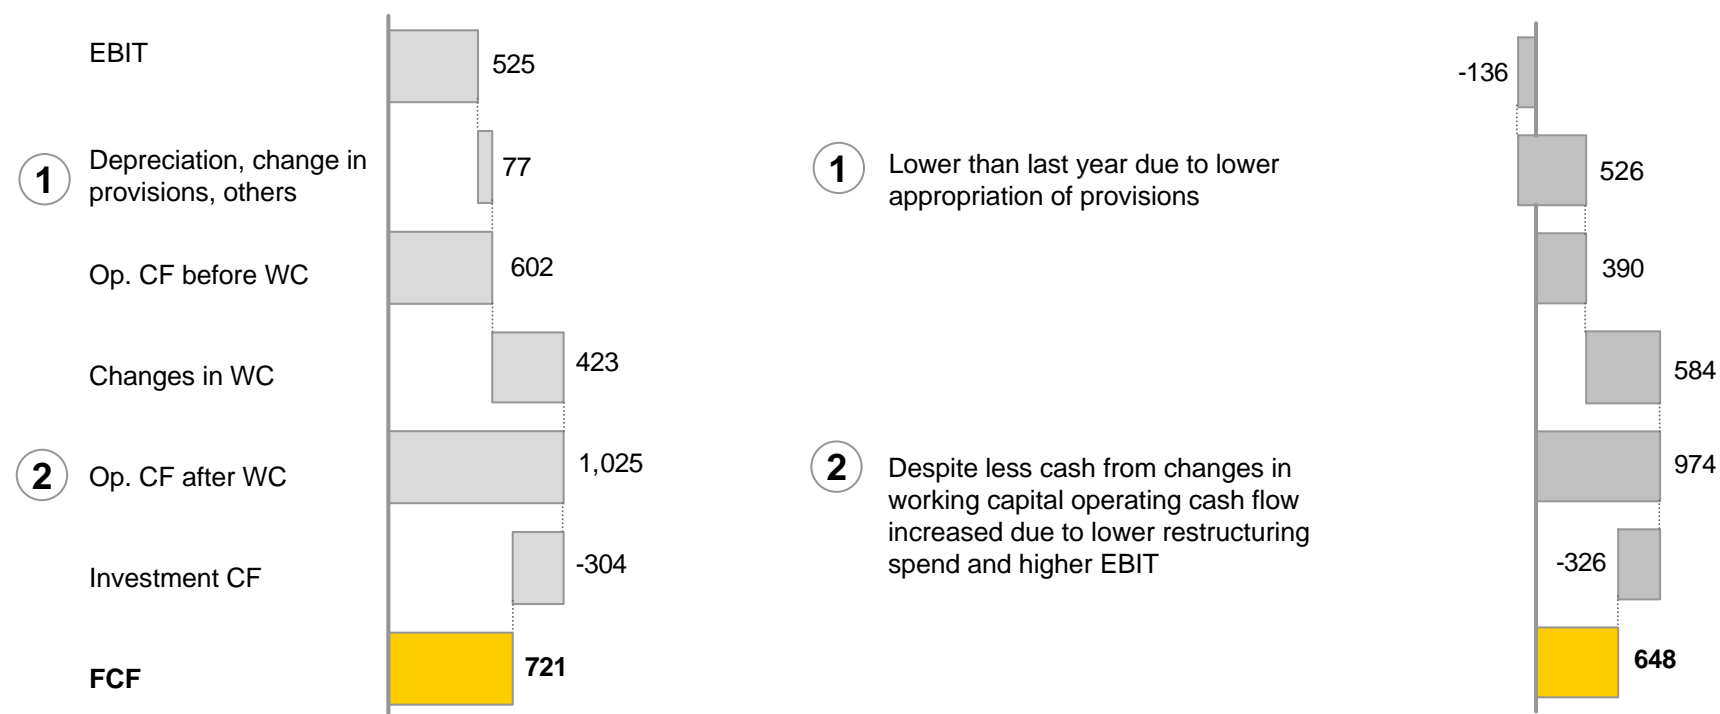 EBIT
525
-136
1
Depreciation, change in
provisions, others
77
1
Lower than last year due to lower
appropriation of provisions
526
Op. CF before WC
602
390
Changes in WC
423
584
2
Op. CF after WC
1,025
2
Despite less cash from changes in
working capital operating cash flow
increased due to lower restructuring
spend and higher EBIT
974
Investment CF
-304
-326
FCF
721
648